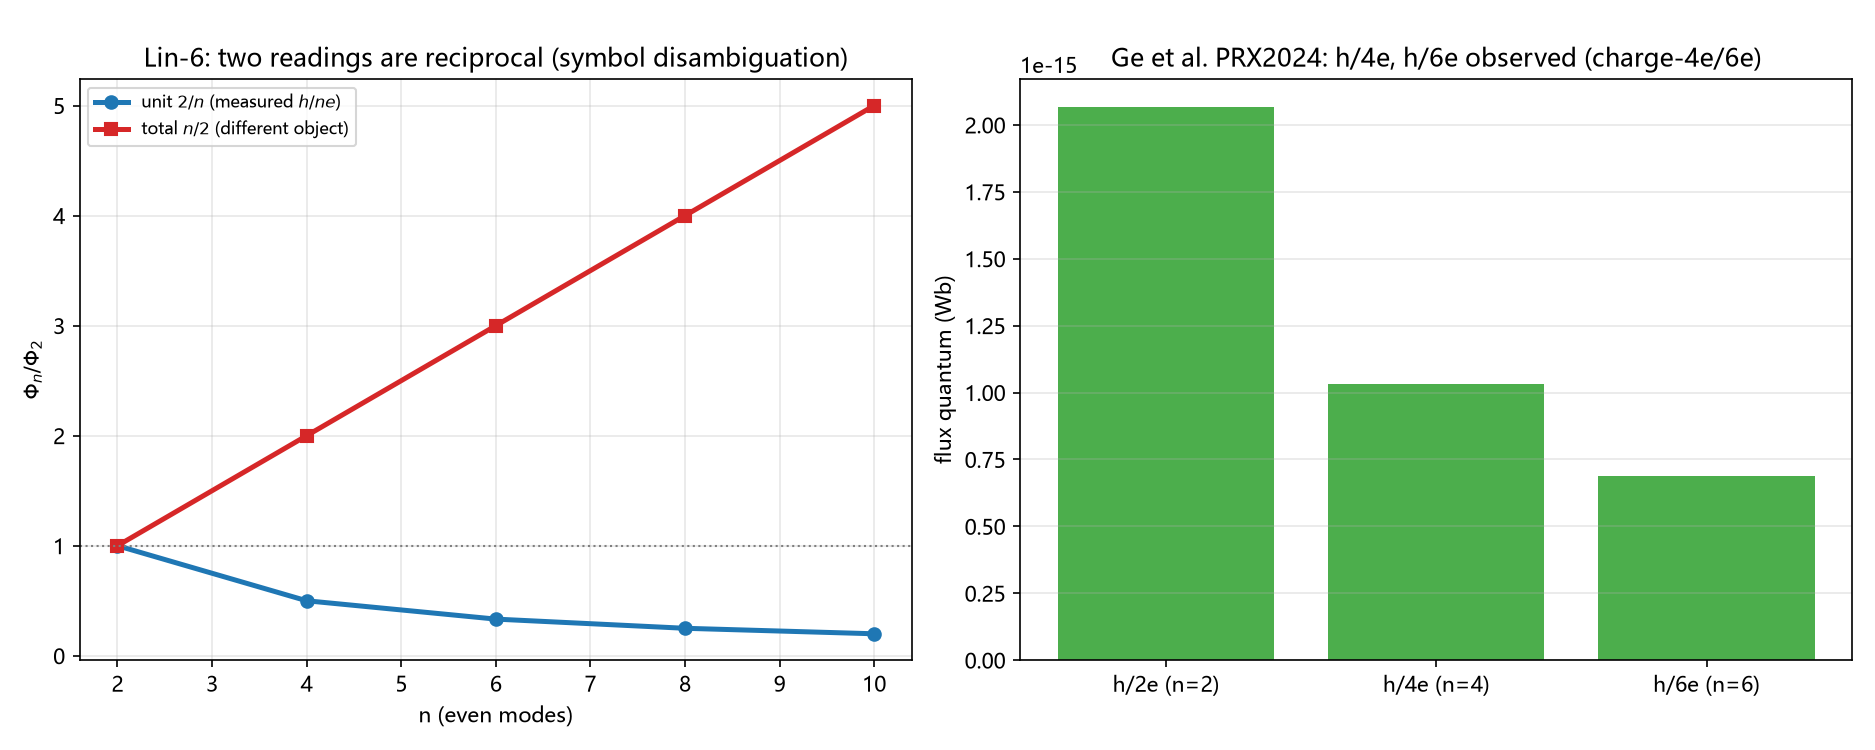 Lin-6: two readings are reciprocal (symbol disambiguation)
unit 2/n (measured h/ne)
total n/2 (different object)
Φn/Φ2
5
4
3
2
1
0
2 3 4 5 6 7 8 9 10
n (even modes)
Ge et al. PRX2024: h/4e, h/6e observed (charge-4e/6e)
1e-15
flux quantum (Wb)
2.00
1.75
1.50
1.25
1.00
0.75
0.50
0.25
0.00
h/2e (n=2) h/4e (n=4) h/6e (n=6)